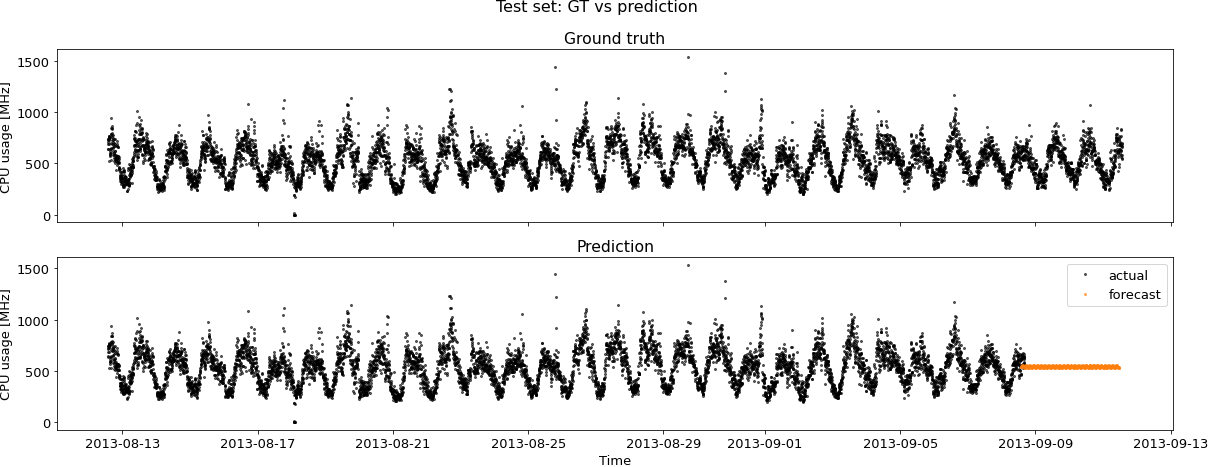 Test set: GT vs prediction
Ground truth
1500
1000
500
0
CPU usage [MHz]
Prediction
1500
1000
500
0
CPU usage [MHz]
actual
forecast
2013-08-13 2013-08-17 2013-08-21 2013-08-25 2013-08-29 2013-09-01 2013-09-05 2013-09-09 2013-09-13
Time